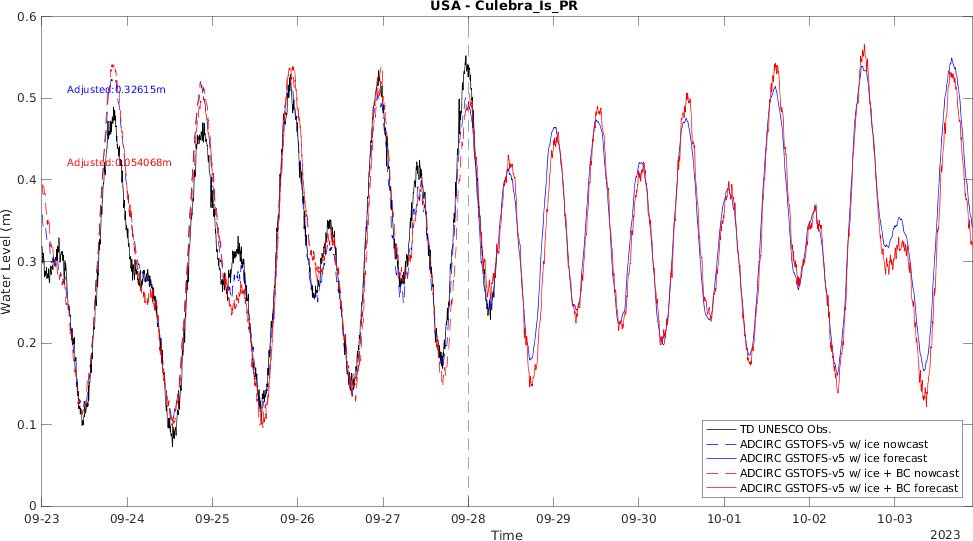 USA - Culebra_Is_PR
0.6
0.5
0.4
0.3
0.2
0.1
0
Water Level (m)
Adjusted:0.32615m
Adjusted:0.054068m
TD UNESCO Obs.
ADCIRC GSTOFS-v5 w/ ice nowcast
ADCIRC GSTOFS-v5 w/ ice forecast
ADCIRC GSTOFS-v5 w/ ice + BC nowcast
ADCIRC GSTOFS-v5 w/ ice + BC forecast
09-23 09-24 09-25 09-26 09-27 09-28 09-29 09-30 10-01 10-02 10-03
Time
2023